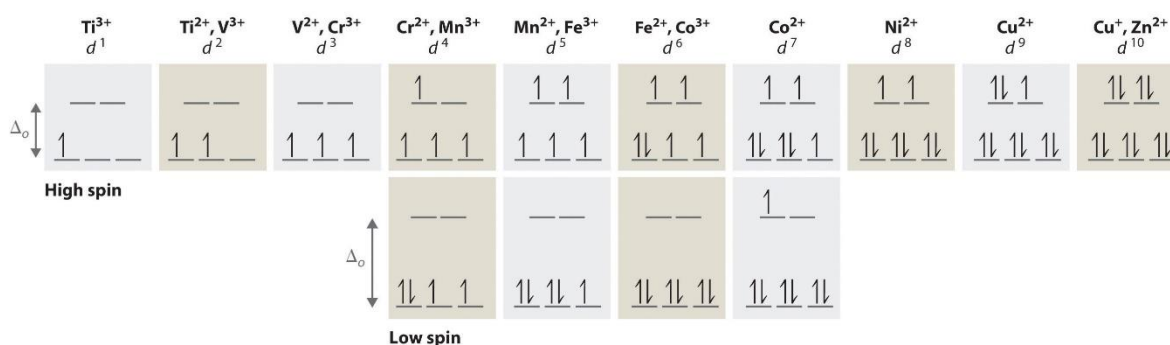 Ti³⁺ Ti²⁺, V³⁺ V²⁺, Cr³⁺ Cr²⁺, Mn³⁺ Mn²⁺, Fe³⁺ Fe²⁺, Co³⁺ Co²⁺ Ni²⁺ Cu²⁺ Cu⁺, Zn²⁺
d¹ d² d³ d⁴ d⁵ d⁶ d⁷ d⁸ d⁹ d¹⁰
Δₒ
High spin
Δₒ
Low spin